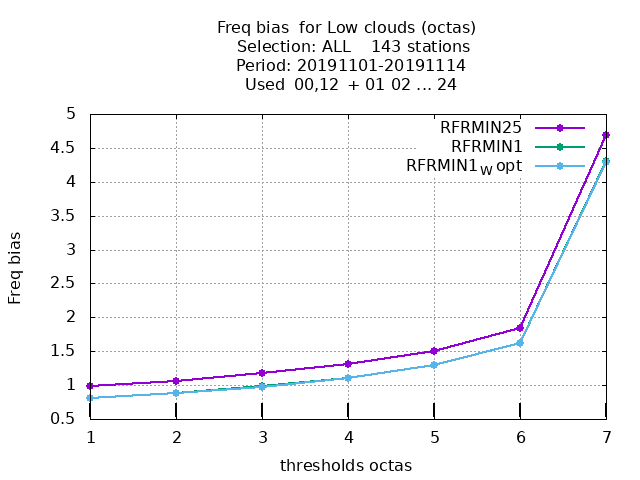 Freq bias  for Low clouds (octas)
Selection: ALL    143 stations
Period: 20191101-20191114
Used  00,12  + 01 02 ... 24
RFRMIN25
RFRMIN1
RFRMIN1W opt
5
4.5
4
3.5
3
2.5
2
1.5
1
0.5
Freq bias
1 2 3 4 5 6 7
thresholds octas